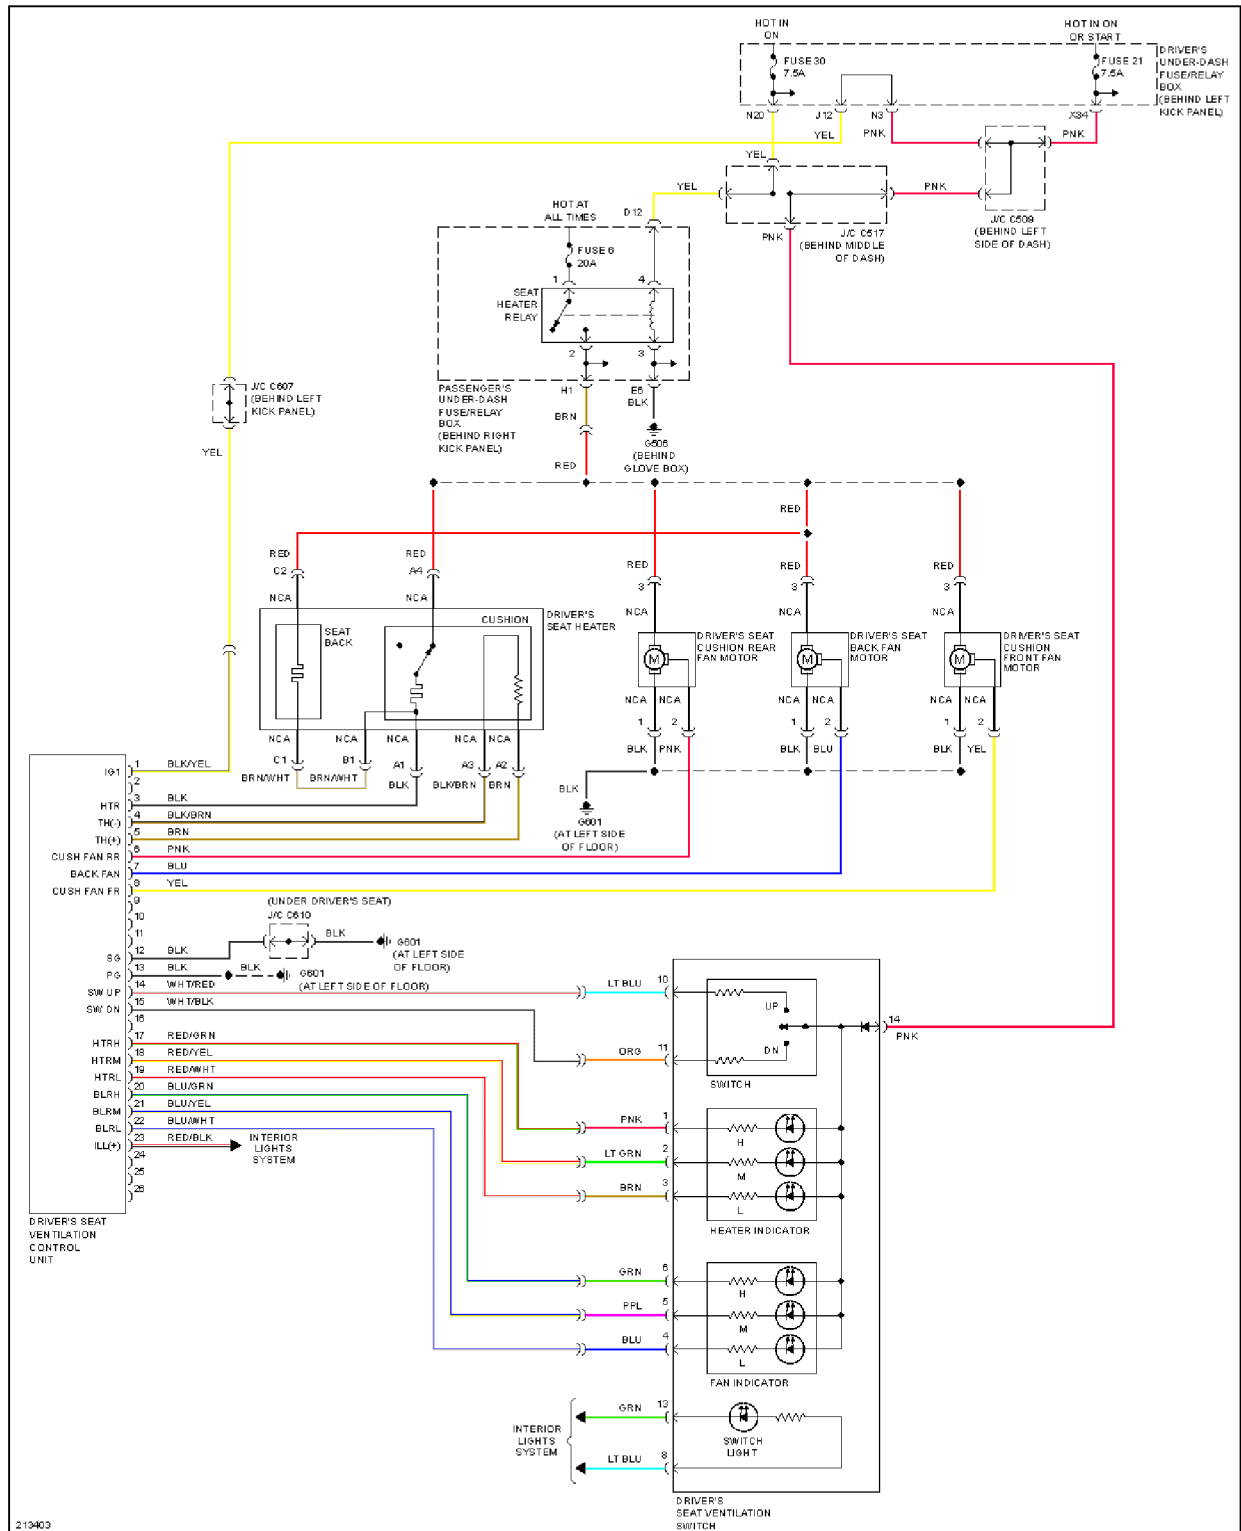 HOT IN
ON
HOT IN ON
OR START
FUSE 30
7.5A
FUSE 21
7.5A
DRIVER'S
UNDER-DASH
FUSE/RELAY
BOX
(BEHIND LEFT
KICK PANEL)
N20
J12
N3
X34
YEL
PNK
PNK
YEL
YEL
PNK
J/C C509
(BEHIND LEFT
SIDE OF DASH)
PNK
J/C C517
(BEHIND MIDDLE
OF DASH)
HOT AT
ALL TIMES
D12
FUSE 6
20A
1
4
SEAT
HEATER
RELAY
2
3
H1
E6
PASSENGER'S
UNDER-DASH
FUSE/RELAY
BOX
(BEHIND RIGHT
KICK PANEL)
BRN
BLK
G506
(BEHIND
GLOVE BOX)
RED
J/C C607
(BEHIND LEFT
KICK PANEL)
YEL
RED
RED
RED
RED
RED
RED
C2
A4
3
3
3
NCA
NCA
NCA
NCA
NCA
DRIVER'S
SEAT HEATER
SEAT
BACK
CUSHION
M
DRIVER'S SEAT
CUSHION REAR
FAN MOTOR
M
DRIVER'S SEAT
BACK FAN
MOTOR
M
DRIVER'S SEAT
CUSHION
FRONT FAN
MOTOR
NCA
NCA
NCA
NCA
NCA
NCA
NCA
NCA
NCA
NCA
NCA
1
2
1
2
1
2
C1
B1
A1
A3
A2
BLK
PNK
BLK
BLU
BLK
YEL
BRN/WHT
BRN/WHT
BLK
BLK/BRN
BRN
BLK
G601
(AT LEFT SIDE
OF FLOOR)
IG1
1
BLK/YEL
2
HTR
3
BLK
TH(-)
4
BLK/BRN
TH(+)
5
BRN
CUSH FAN RR
6
PNK
BACK FAN
7
BLU
CUSH FAN FR
8
YEL
9
10
11
SG
12
BLK
PG
13
BLK
SW UP
14
WHT/RED
SW DN
15
WHT/BLK
16
HTRH
17
RED/GRN
HTRM
18
RED/YEL
HTRL
19
RED/WHT
BLRH
20
BLU/GRN
BLRM
21
BLU/YEL
BLRL
22
BLU/WHT
ILL(+)
23
RED/BLK
24
25
26
INTERIOR
LIGHTS
SYSTEM
DRIVER'S SEAT
VENTILATION
CONTROL
UNIT
(UNDER DRIVER'S SEAT)
J/C C610
BLK
G601
(AT LEFT SIDE
OF FLOOR)
BLK
G601
(AT LEFT SIDE OF FLOOR)
LT BLU
10
UP
14
PNK
ORG
11
DN
SWITCH
PNK
1
H
LT GRN
2
M
BRN
3
L
HEATER INDICATOR
GRN
6
H
PPL
5
M
BLU
4
L
FAN INDICATOR
GRN
13
SWITCH
LIGHT
INTERIOR
LIGHTS
SYSTEM
LT BLU
8
DRIVER'S
SEAT VENTILATION
SWITCH
213403